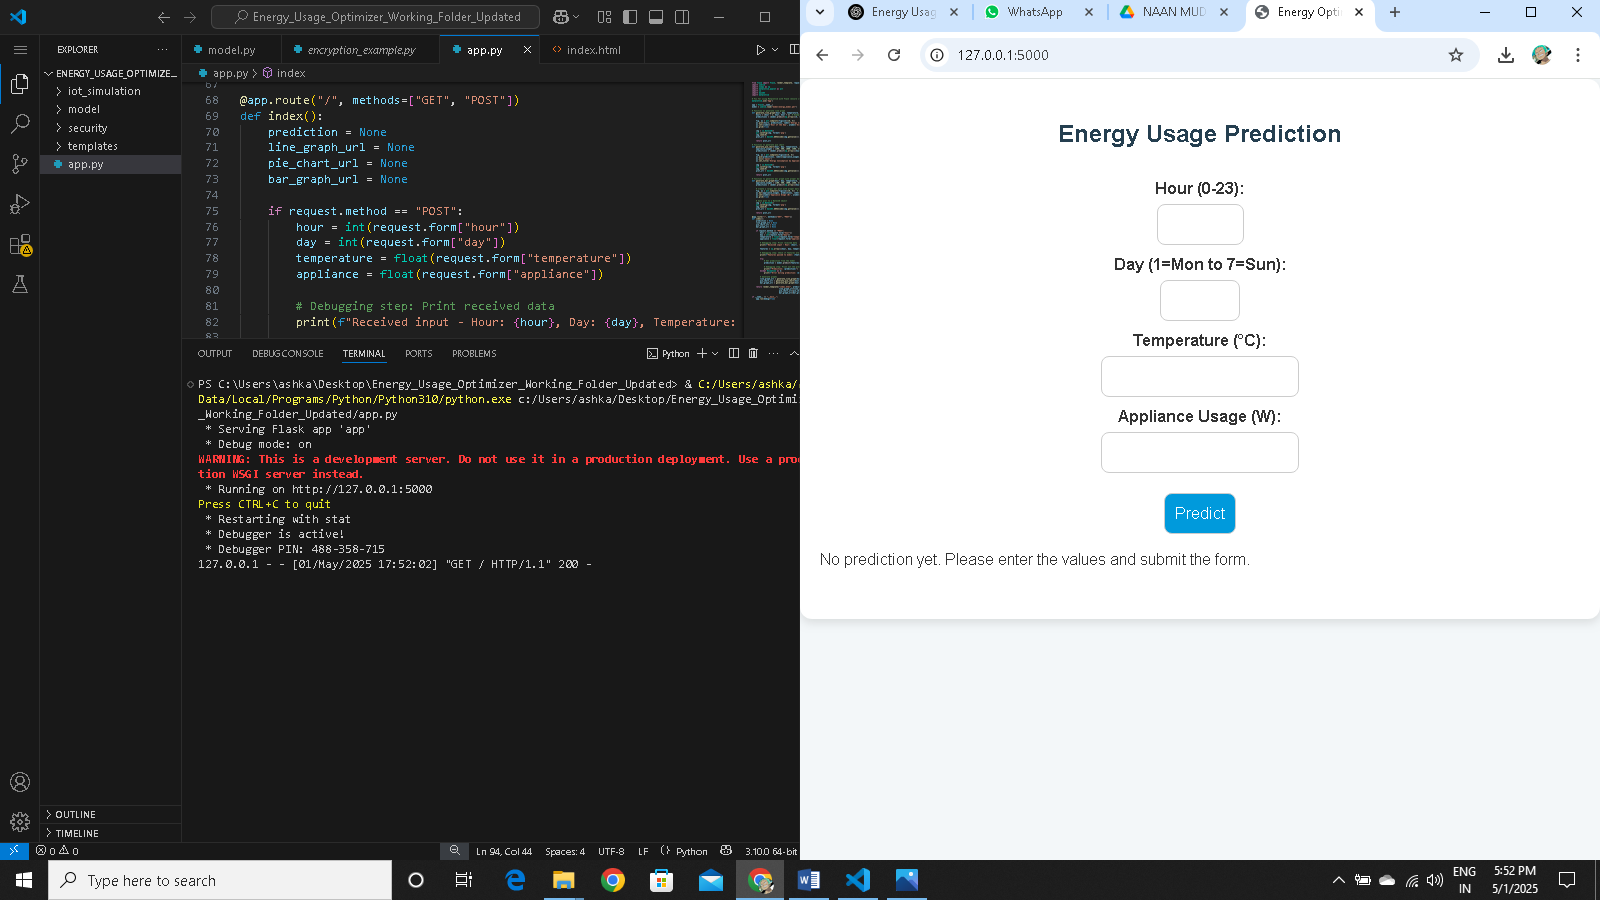 Energy_Usage_Optimizer_Working_Folder_Updated
EXPLORER
ENERGY_USAGE_OPTIMIZE...
iot_simulation
model
security
templates
app.py
OUTLINE
TIMELINE
model.py
encryption_example.py
app.py
index.html
app.py > index
67
68 @app.route("/", methods=["GET", "POST"])
69 def index():
70 prediction = None
71 line_graph_url = None
72 pie_chart_url = None
73 bar_graph_url = None
74
75 if request.method == "POST":
76 hour = int(request.form["hour"])
77 day = int(request.form["day"])
78 temperature = float(request.form["temperature"])
79 appliance = float(request.form["appliance"])
80
81 # Debugging step: Print received data
82 print(f"Received input - Hour: {hour}, Day: {day}, Temperature:
83
OUTPUT DEBUG CONSOLE TERMINAL PORTS PROBLEMS
Python
PS C:\Users\ashka\Desktop\Energy_Usage_Optimizer_Working_Folder_Updated> & C:/Users/ashka/
Data/Local/Programs/Python/Python310/python.exe c:/Users/ashka/Desktop/Energy_Usage_Optimi
_Working_Folder_Updated/app.py
* Serving Flask app 'app'
* Debug mode: on
WARNING: This is a development server. Do not use it in a production deployment. Use a pro
tion WSGI server instead.
* Running on http://127.0.0.1:5000
Press CTRL+C to quit
* Restarting with stat
* Debugger is active!
* Debugger PIN: 488-358-715
127.0.0.1 - - [01/May/2025 17:52:02] "GET / HTTP/1.1" 200 -
0 0
Ln 94, Col 44 Spaces: 4 UTF-8 LF Python 3.10.0 64-bit
Energy Usag
WhatsApp
NAAN MUD
Energy Opti
127.0.0.1:5000
Energy Usage Prediction
Hour (0-23):
Day (1=Mon to 7=Sun):
Temperature (°C):
Appliance Usage (W):
Predict
No prediction yet. Please enter the values and submit the form.
Type here to search
ENG
IN
5:52 PM
5/1/2025